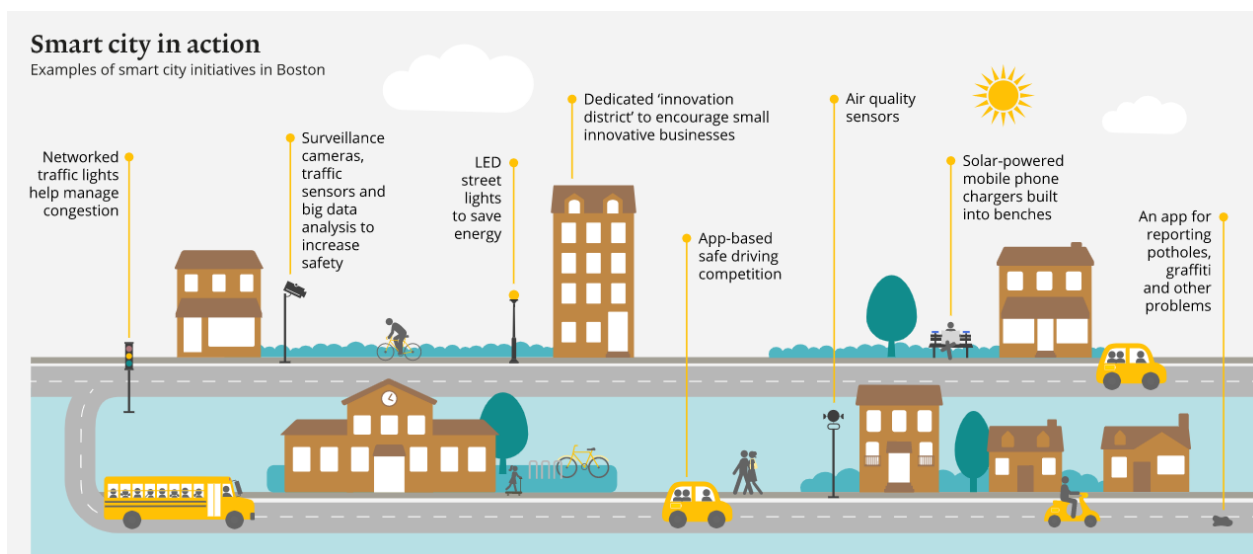 Smart city in action
Examples of smart city initiatives in Boston
Networked
traffic lights
help manage
congestion
Surveillance
cameras,
traffic
sensors and
big data
analysis to
increase
safety
LED
street
lights
to save
energy
Dedicated ‘innovation
district’ to encourage small
innovative businesses
App-based
safe driving
competition
Air quality
sensors
Solar-powered
mobile phone
chargers built
into benches
An app for
reporting
potholes,
graffiti
and other
problems